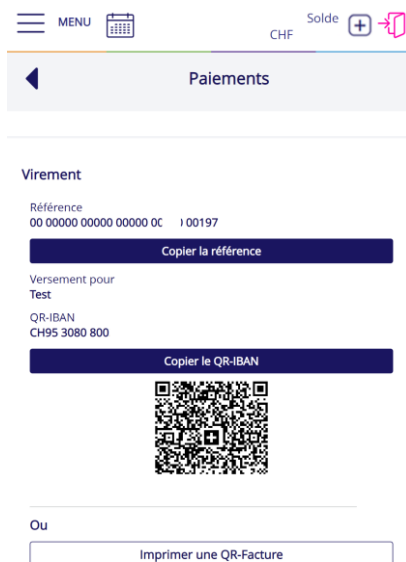 MENU
Solde
CHF
Paiements
Virement
Référence
00 00000 00000 00000 00 00197
Copier la référence
Versement pour
Test
QR-IBAN
CH95 3080 800
Copier le QR-IBAN
Ou
Imprimer une QR-Facture